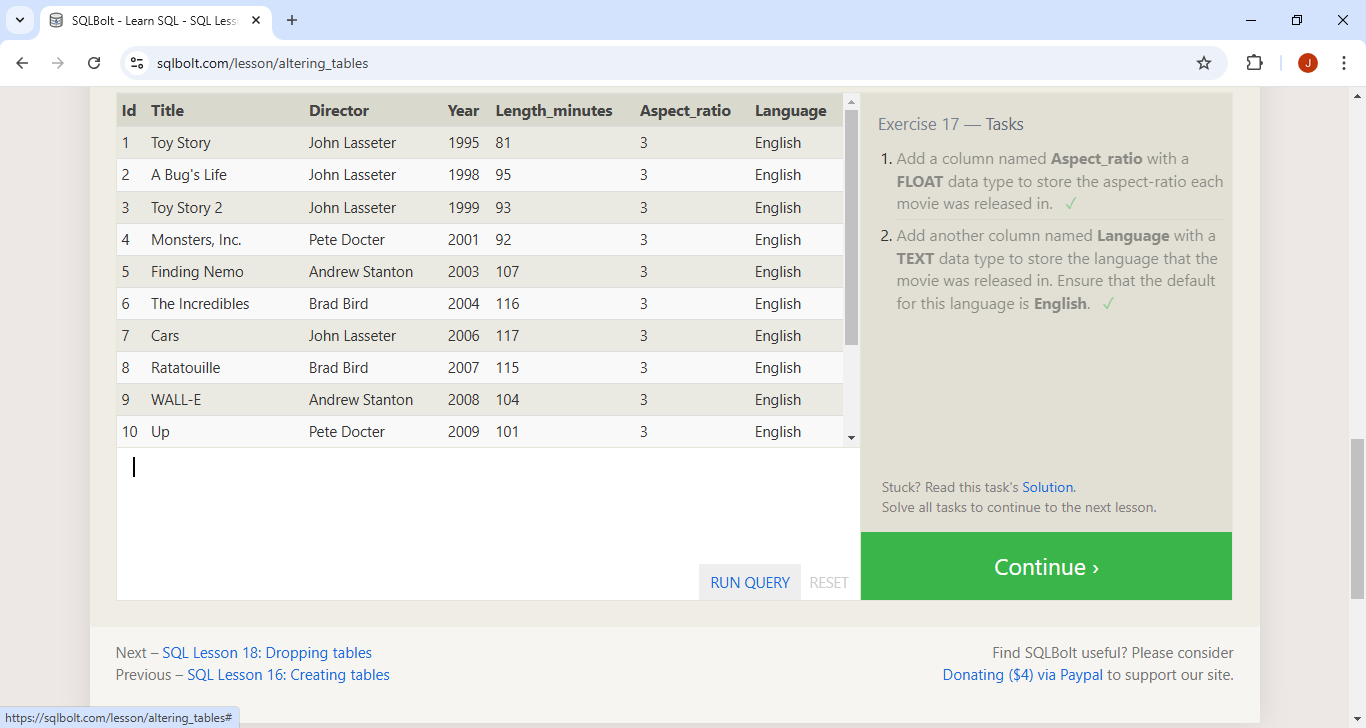 SQLBolt - Learn SQL - SQL Less
sqlbolt.com/lesson/altering_tables
J
Id Title Director Year Length_minutes Aspect_ratio Language
1 Toy Story John Lasseter 1995 81 3 English
2 A Bug's Life John Lasseter 1998 95 3 English
3 Toy Story 2 John Lasseter 1999 93 3 English
4 Monsters, Inc. Pete Docter 2001 92 3 English
5 Finding Nemo Andrew Stanton 2003 107 3 English
6 The Incredibles Brad Bird 2004 116 3 English
7 Cars John Lasseter 2006 117 3 English
8 Ratatouille Brad Bird 2007 115 3 English
9 WALL-E Andrew Stanton 2008 104 3 English
10 Up Pete Docter 2009 101 3 English
RUN QUERY RESET
Exercise 17 — Tasks
1. Add a column named Aspect_ratio with a
FLOAT data type to store the aspect-ratio each
movie was released in. ✓
2. Add another column named Language with a
TEXT data type to store the language that the
movie was released in. Ensure that the default
for this language is English. ✓
Stuck? Read this task's Solution.
Solve all tasks to continue to the next lesson.
Continue ›
Next – SQL Lesson 18: Dropping tables
Previous – SQL Lesson 16: Creating tables
Find SQLBolt useful? Please consider
Donating ($4) via Paypal to support our site.
https://sqlbolt.com/lesson/altering_tables#